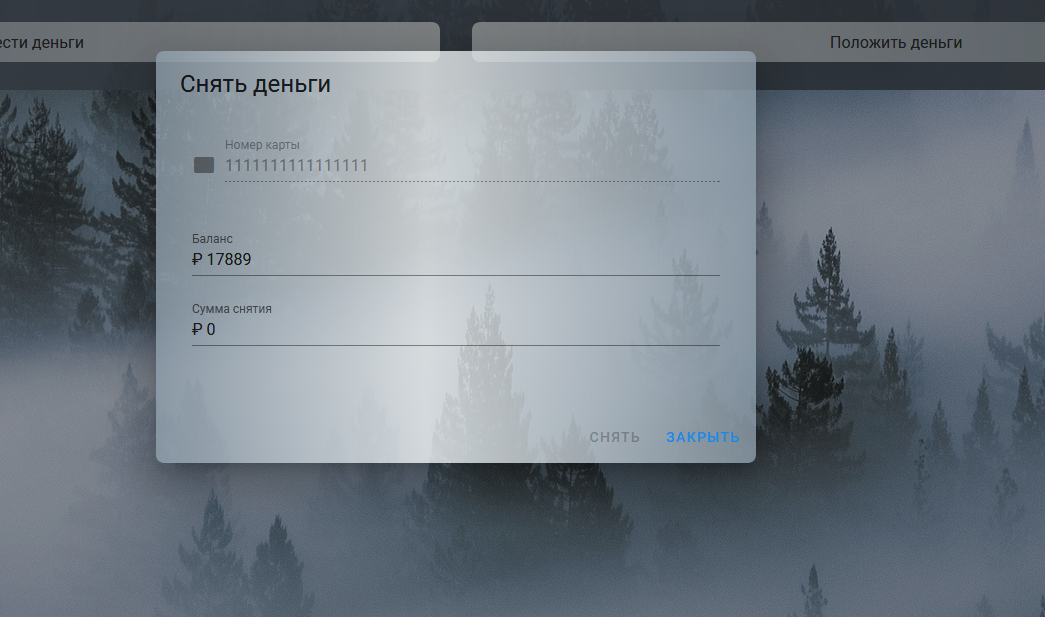 ести деньги
Положить деньги
Снять деньги
Номер карты
1111111111111111
Баланс
₽ 17889
Сумма снятия
₽ 0
СНЯТЬ ЗАКРЫТЬ